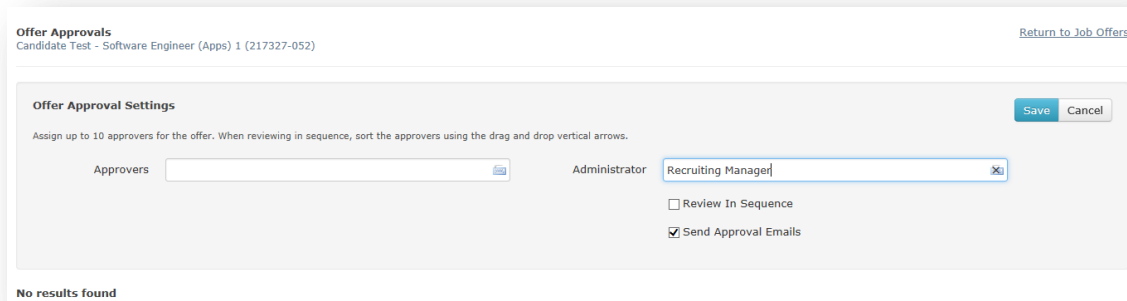 Offer Approvals
Return to Job Offers
Candidate Test - Software Engineer (Apps) 1 (217327-052)
Offer Approval Settings
Save Cancel
Assign up to 10 approvers for the offer. When reviewing in sequence, sort the approvers using the drag and drop vertical arrows.
Approvers
Administrator Recruiting Manager
Review In Sequence
Send Approval Emails
No results found